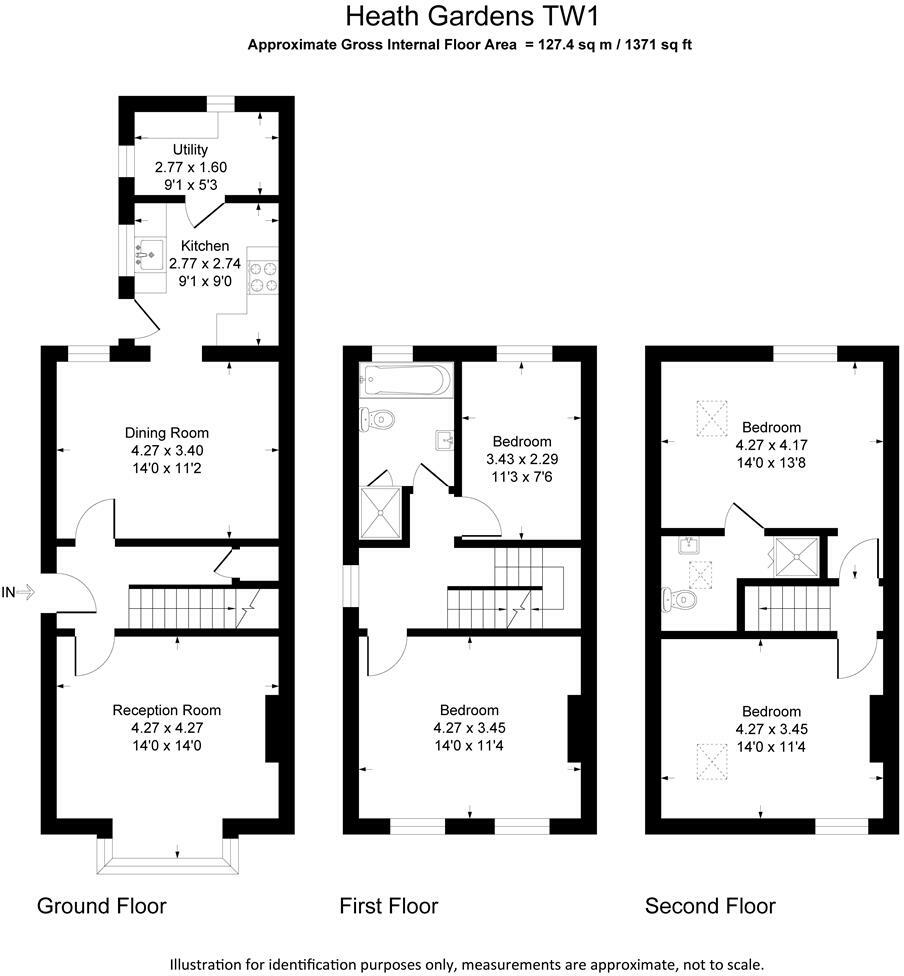 Heath Gardens TW1
Approximate Gross Internal Floor Area = 127.4 sq m / 1371 sq ft
Utility
2.77 x 1.60
9'1 x 5'3
Kitchen
2.77 x 2.74
9'1 x 9'0
Dining Room
4.27 x 3.40
14'0 x 11'2
IN
Reception Room
4.27 x 4.27
14'0 x 14'0
Ground Floor
Bedroom
3.43 x 2.29
11'3 x 7'6
Bedroom
4.27 x 3.45
14'0 x 11'4
First Floor
Bedroom
4.27 x 4.17
14'0 x 13'8
Bedroom
4.27 x 3.45
14'0 x 11'4
Second Floor
Illustration for identification purposes only, measurements are approximate, not to scale.